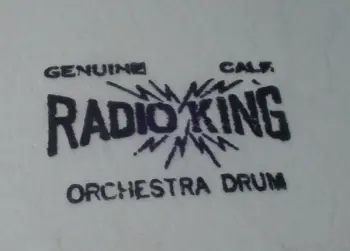 GENUINE CALF.
RADIO KING
ORCHESTRA DRUM